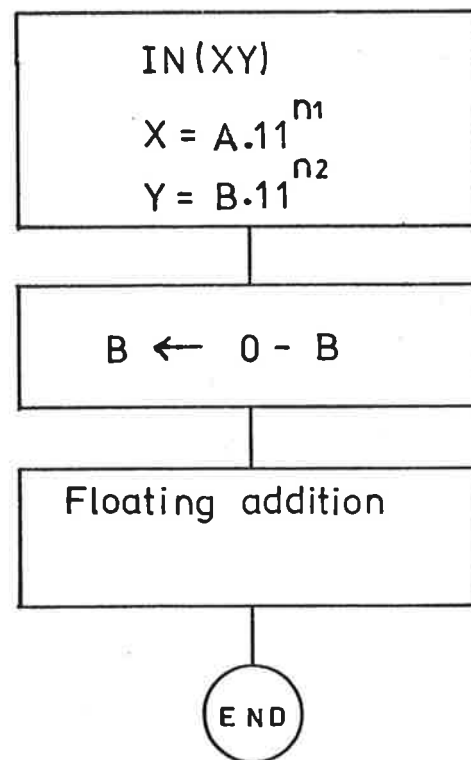 IN(XY)
X = A.11^n1
Y = B.11^n2
B ← 0 - B
Floating addition
END